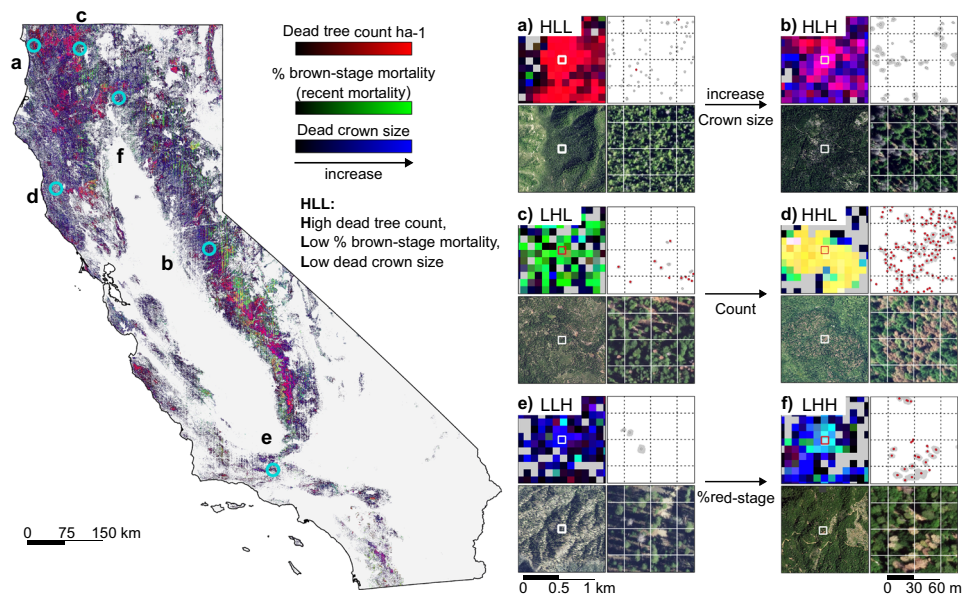 c
a
f
d
b
e
0 75 150 km
Dead tree count ha-1
% brown-stage mortality
(recent mortality)
Dead crown size
increase
HLL:
High dead tree count,
Low % brown-stage mortality,
Low dead crown size
a) HLL
increase
Crown size
b) HLH
c) LHL
Count
d) HHL
e) LLH
%red-stage
f) LHH
0 0.5 1 km
0 30 60 m